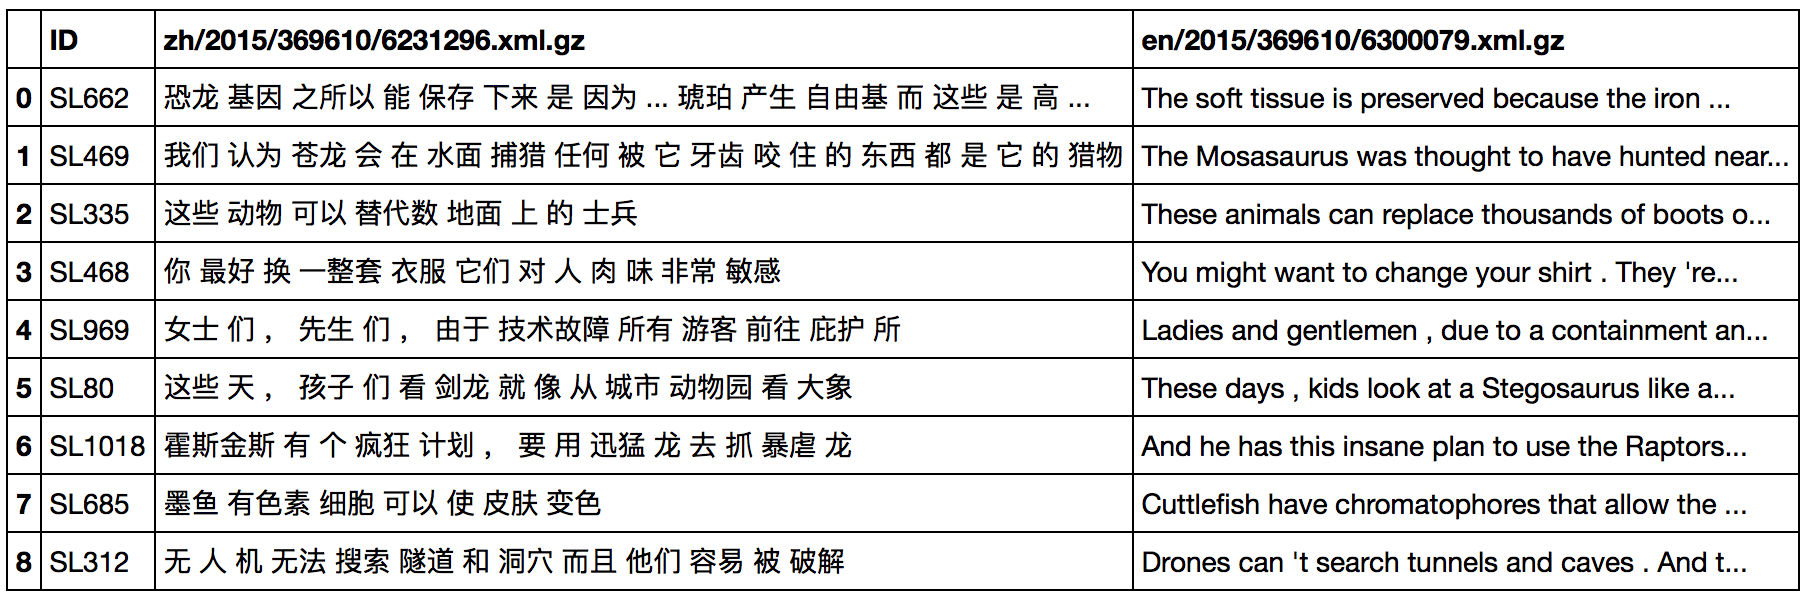 ID zh/2015/369610/6231296.xml.gz en/2015/369610/6300079.xml.gz
0 SL662 恐龙 基因 之所以 能 保存 下来 是 因为 ... 琥珀 产生 自由基 而 这些 是 高 ... The soft tissue is preserved because the iron ...
1 SL469 我们 认为 苍龙 会 在 水面 捕猎 任何 被 它 牙齿 咬 住 的 东西 都 是 它 的 猎物 The Mosasaurus was thought to have hunted near...
2 SL335 这些 动物 可以 替代数 地面 上 的 士兵 These animals can replace thousands of boots o...
3 SL468 你 最好 换 一整套 衣服 它们 对 人 肉 味 非常 敏感 You might want to change your shirt . They 're...
4 SL969 女士 们 ， 先生 们 ， 由于 技术故障 所有 游客 前往 庇护 所 Ladies and gentlemen , due to a containment an...
5 SL80 这些 天 ， 孩子 们 看 剑龙 就 像 从 城市 动物园 看 大象 These days , kids look at a Stegosaurus like a...
6 SL1018 霍斯金斯 有 个 疯狂 计划 ， 要 用 迅猛 龙 去 抓 暴虐 龙 And he has this insane plan to use the Raptors...
7 SL685 墨鱼 有色素 细胞 可以 使 皮肤 变色 Cuttlefish have chromatophores that allow the ...
8 SL312 无 人 机 无法 搜索 隧道 和 洞穴 而且 他们 容易 被 破解 Drones can 't search tunnels and caves . And t...